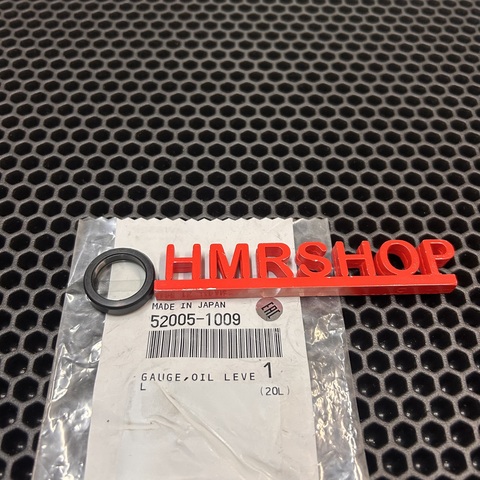 HMRSHOP
MADE IN JAPAN
52005-1009
EAC
GAUGE,OIL LEVE 1
L (20L)